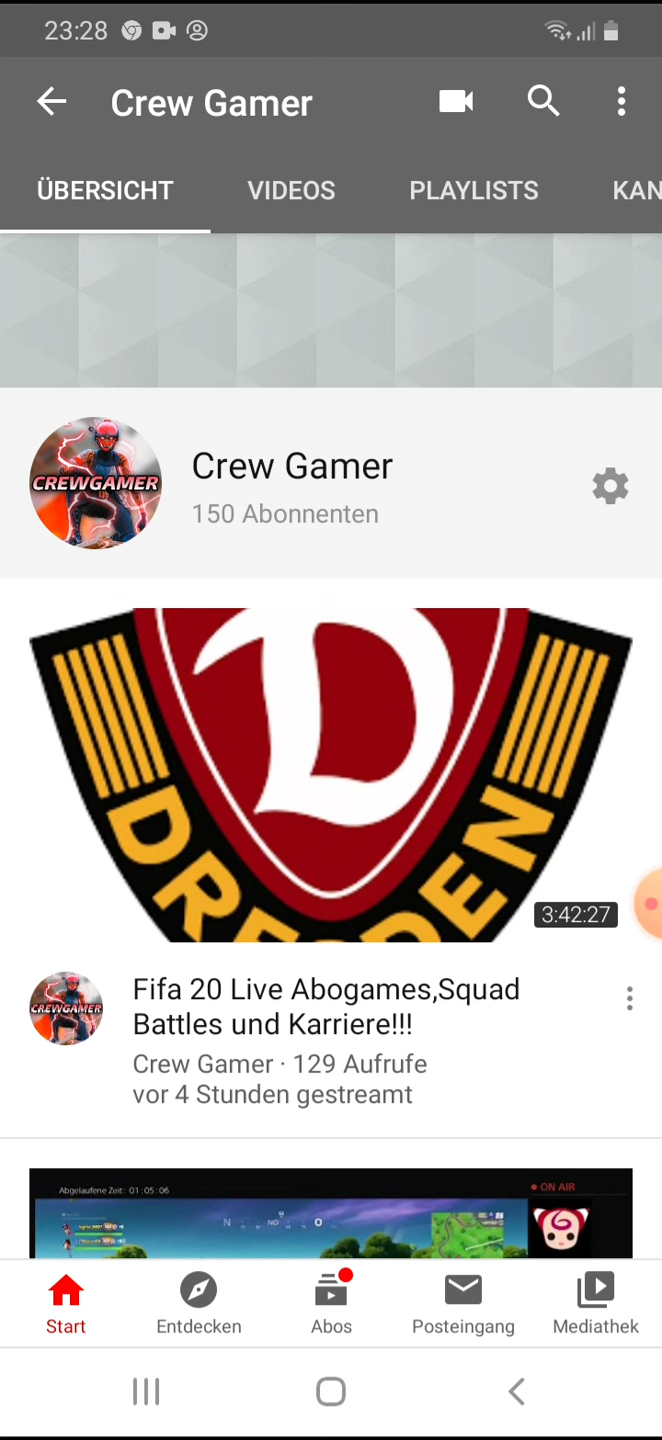 23:28
Crew Gamer
ÜBERSICHT VIDEOS PLAYLISTS KAN
CREWGAMER
Crew Gamer
150 Abonnenten
D
DRESDEN
3:42:27
CREWGAMER
Fifa 20 Live Abogames,Squad
Battles und Karriere!!!
Crew Gamer · 129 Aufrufe
vor 4 Stunden gestreamt
Abgelaufene Zeit: 01:05:06
ON AIR
N NO O
Start Entdecken Abos Posteingang Mediathek